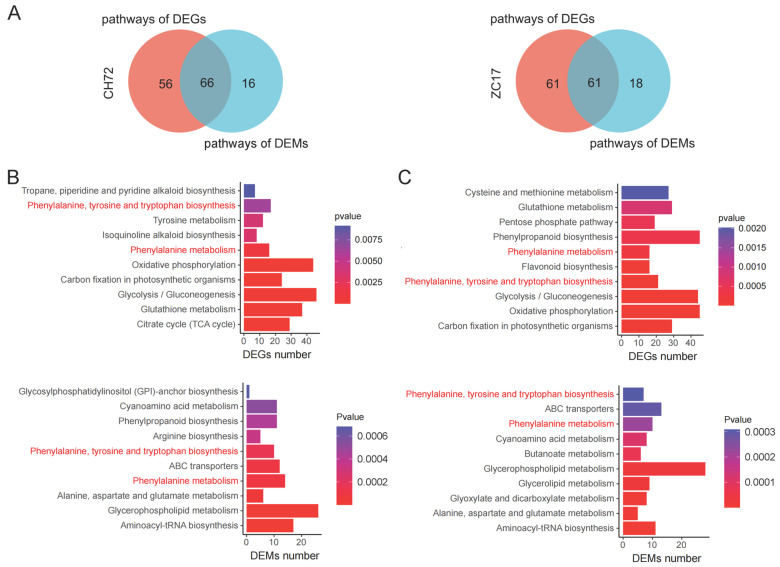 A
pathways of DEGs
CH72
56
66
16
pathways of DEMs
pathways of DEGs
ZC17
61
61
18
pathways of DEMs
B
Tropane, piperidine and pyridine alkaloid biosynthesis
Phenylalanine, tyrosine and tryptophan biosynthesis
Tyrosine metabolism
Isoquinoline alkaloid biosynthesis
Phenylalanine metabolism
Oxidative phosphorylation
Carbon fixation in photosynthetic organisms
Glycolysis / Gluconeogenesis
Glutathione metabolism
Citrate cycle (TCA cycle)
0 10 20 30 40
DEGs number
pvalue
0.0075
0.0050
0.0025
Glycosylphosphatidylinositol (GPI)-anchor biosynthesis
Cyanoamino acid metabolism
Phenylpropanoid biosynthesis
Arginine biosynthesis
Phenylalanine, tyrosine and tryptophan biosynthesis
ABC transporters
Phenylalanine metabolism
Alanine, aspartate and glutamate metabolism
Glycerophospholipid metabolism
Aminoacyl-tRNA biosynthesis
0 10 20
DEMs number
Pvalue
0.0006
0.0004
0.0002
C
Cysteine and methionine metabolism
Glutathione metabolism
Pentose phosphate pathway
Phenylpropanoid biosynthesis
Phenylalanine metabolism
Flavonoid biosynthesis
Phenylalanine, tyrosine and tryptophan biosynthesis
Glycolysis / Gluconeogenesis
Oxidative phosphorylation
Carbon fixation in photosynthetic organisms
0 10 20 30 40
DEGs number
pvalue
0.0020
0.0015
0.0010
0.0005
Phenylalanine, tyrosine and tryptophan biosynthesis
ABC transporters
Phenylalanine metabolism
Cyanoamino acid metabolism
Butanoate metabolism
Glycerophospholipid metabolism
Glycerolipid metabolism
Glyoxylate and dicarboxylate metabolism
Alanine, aspartate and glutamate metabolism
Aminoacyl-tRNA biosynthesis
0 10 20
DEMs number
Pvalue
0.0003
0.0002
0.0001